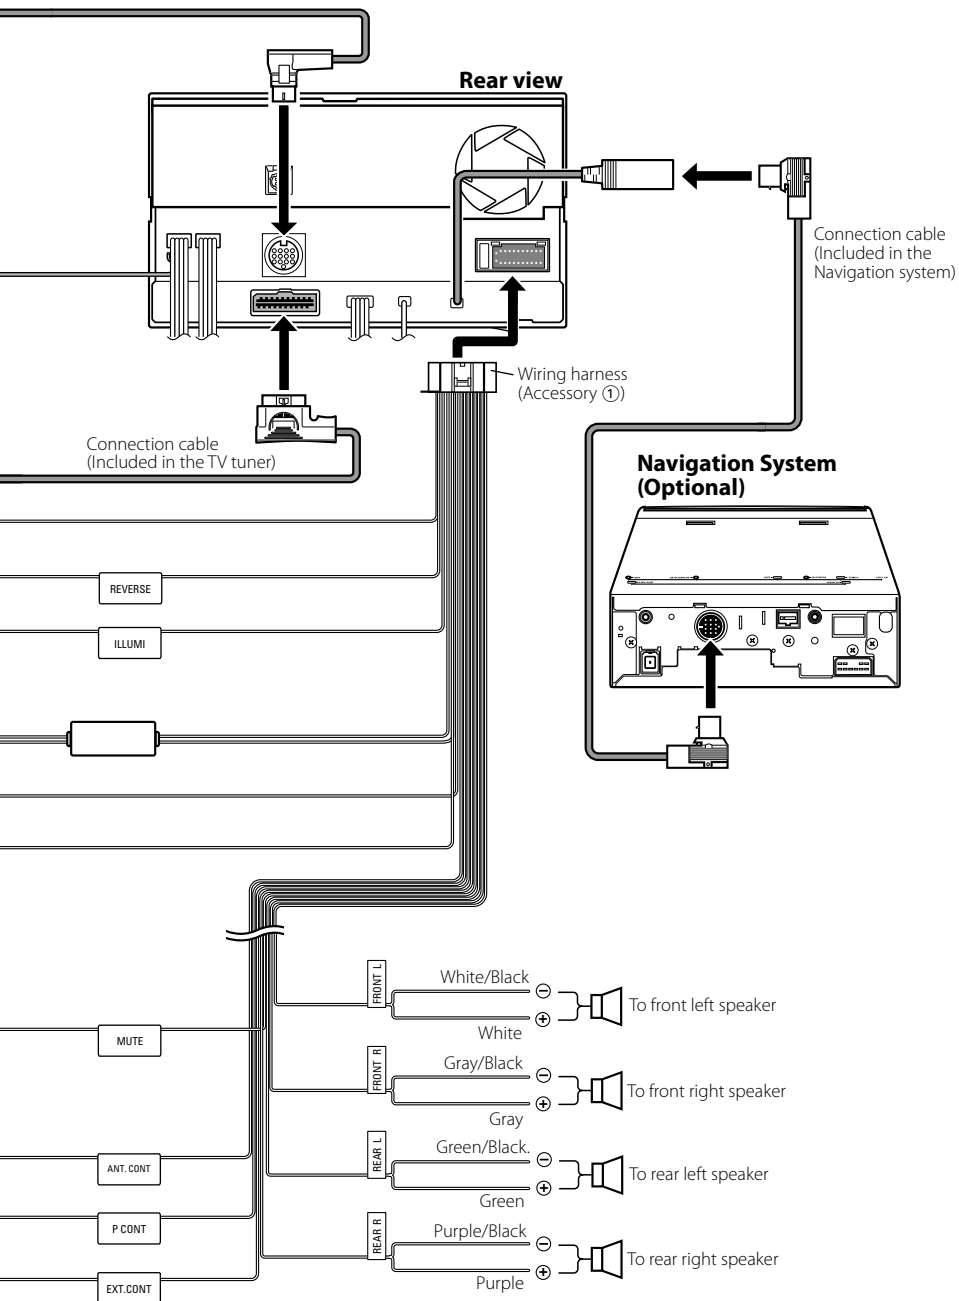 Rear view
Connection cable
(Included in the
Navigation system)
Wiring harness
(Accessory ①)
Connection cable
(Included in the TV tuner)
Navigation System
(Optional)
REVERSE
ILLUMI
FRONT L
White/Black
⊖
⊕
White
To front left speaker
MUTE
FRONT R
Gray/Black
⊖
⊕
Gray
To front right speaker
REAR L
Green/Black.
⊖
⊕
Green
To rear left speaker
ANT. CONT
P CONT
REAR R
Purple/Black
⊖
⊕
Purple
To rear right speaker
EXT.CONT